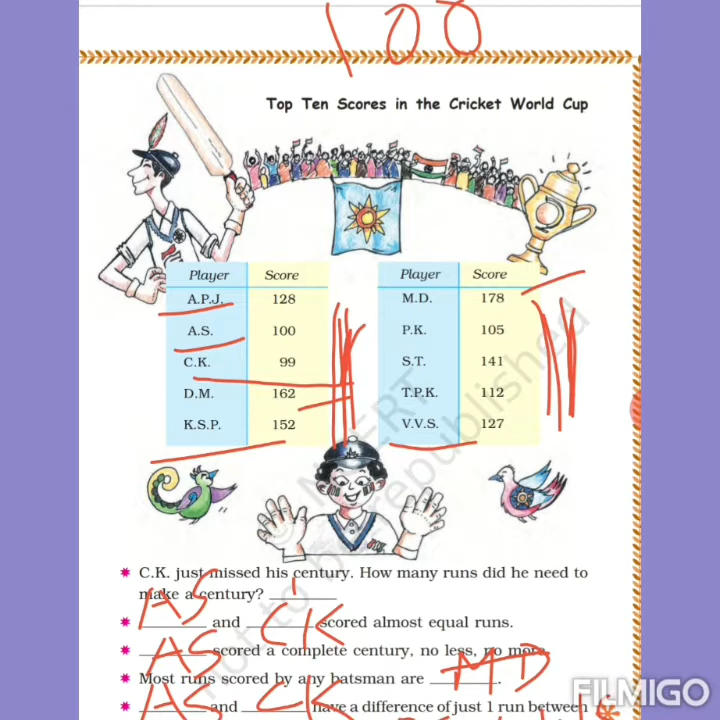 100
Top Ten Scores in the Cricket World Cup
Player Score Player Score
A.P.J. 128 M.D. 178
A.S. 100 P.K. 105
C.K. 99 S.T. 141
D.M. 162 T.P.K. 112
K.S.P. 152 V.V.S. 127
C.K. just missed his century. How many runs did he need to
make a century? ________
AS and CK scored almost equal runs.
AS scored a complete century, no less, no more.
Most runs scored by any batsman are MD.
AS and CK have a difference of just 1 run between
FILMIGO